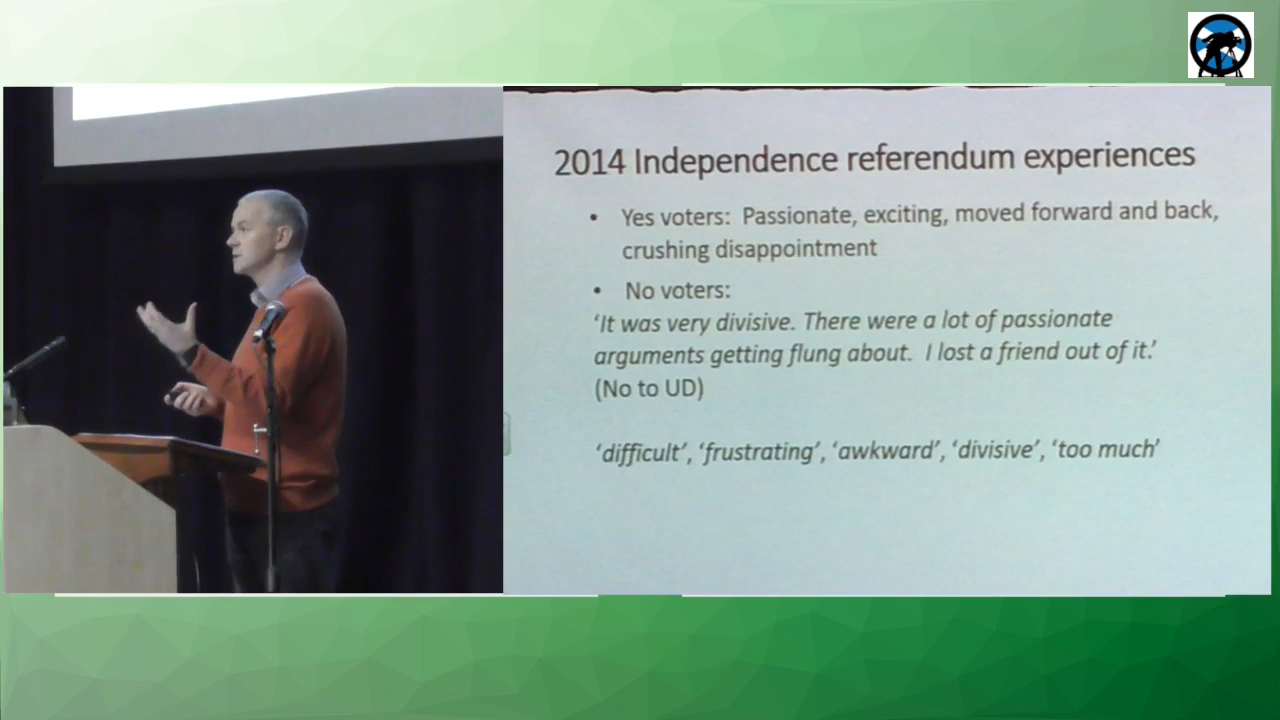 2014 Independence referendum experiences
• Yes voters: Passionate, exciting, moved forward and back,
crushing disappointment
• No voters:
‘It was very divisive. There were a lot of passionate
arguments getting flung about. I lost a friend out of it.’
(No to UD)
‘difficult’, ‘frustrating’, ‘awkward’, ‘divisive’, ‘too much’